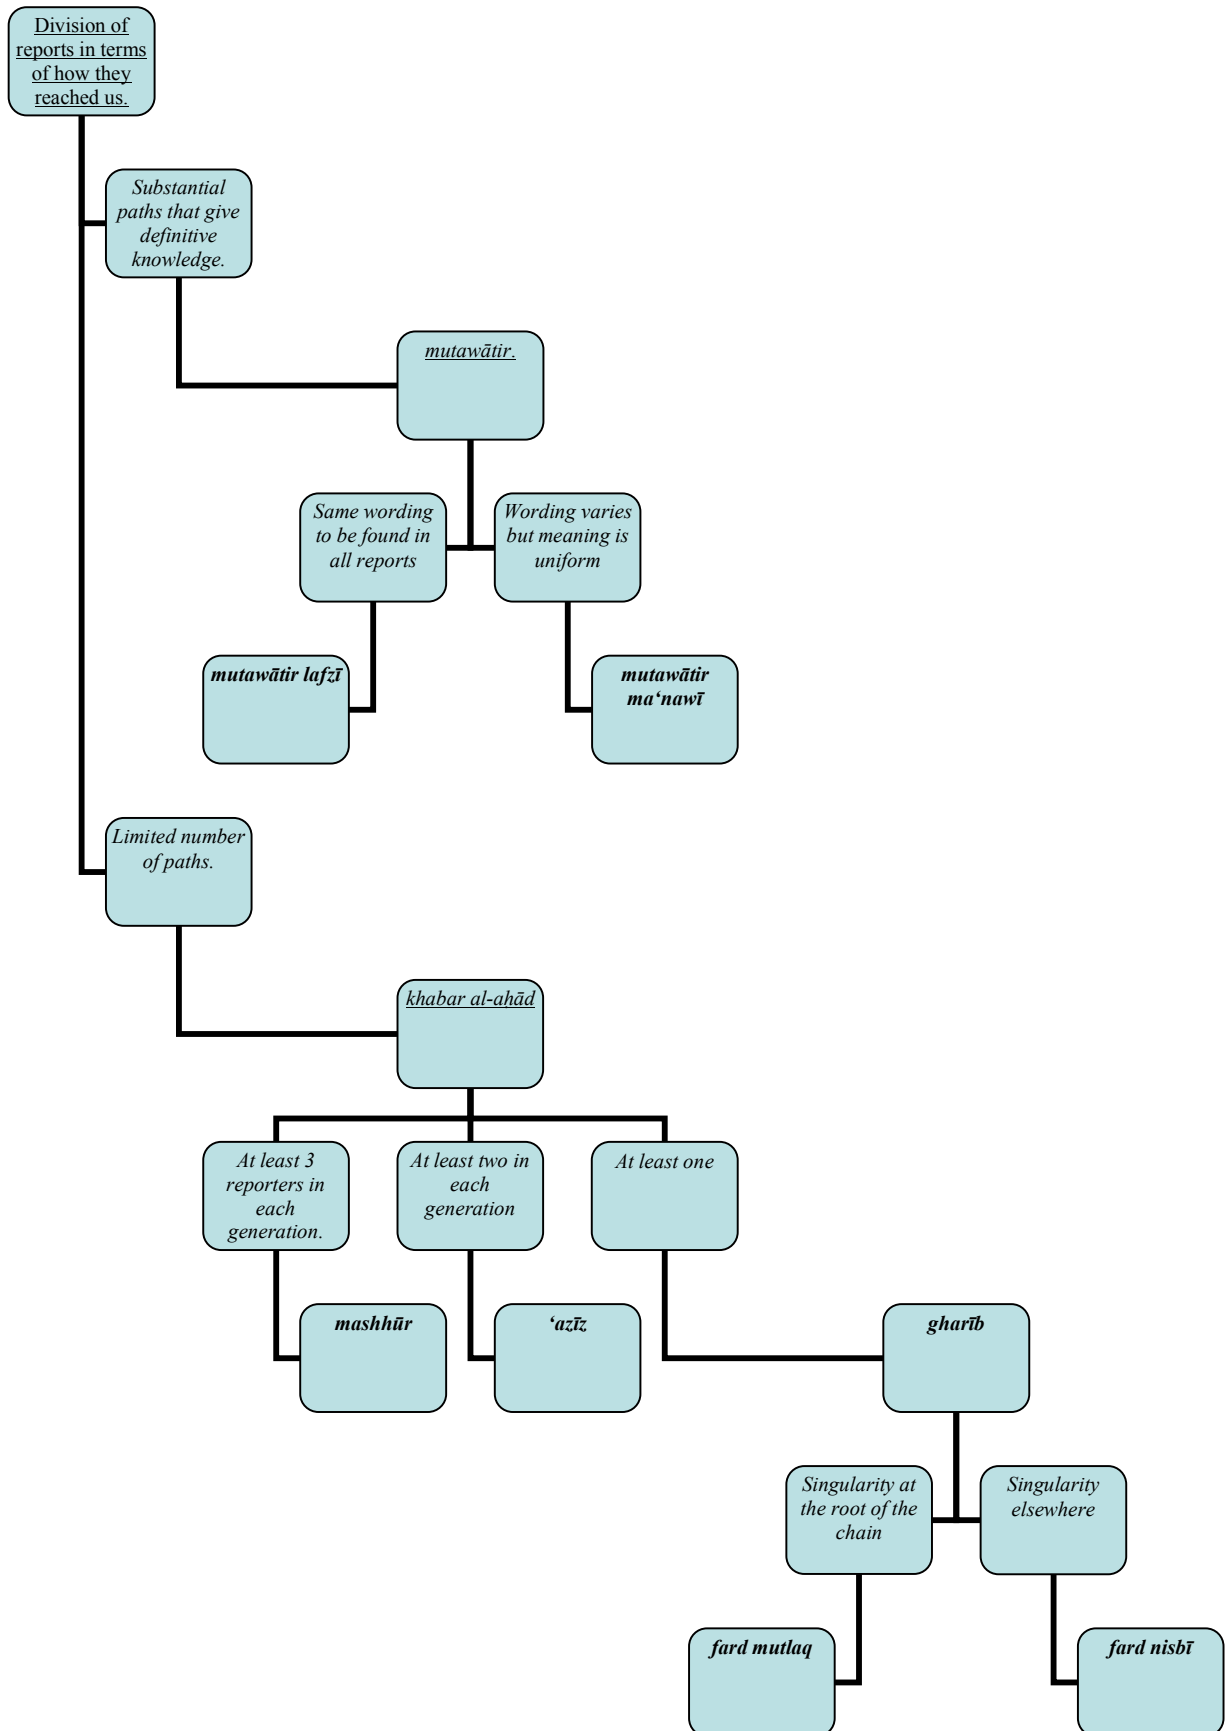 Division of
reports in terms
of how they
reached us.
Substantial
paths that give
definitive
knowledge.
mutawātir.
Same wording
to be found in
all reports
Wording varies
but meaning is
uniform
mutawātir lafzī
mutawātir
ma‘nawī
Limited number
of paths.
khabar al-aḥād
At least 3
reporters in
each
generation.
At least two in
each
generation
At least one
mashhūr
‘azīz
gharīb
Singularity at
the root of the
chain
Singularity
elsewhere
fard mutlaq
fard nisbī